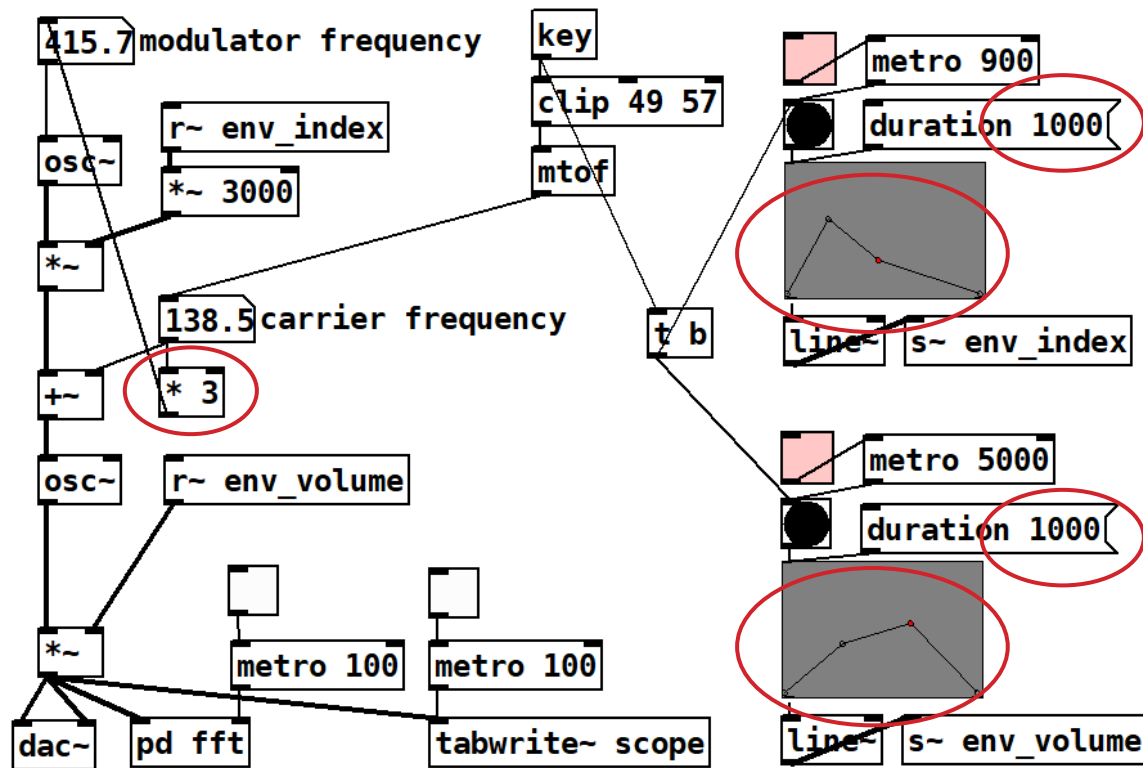 415.7 modulator frequency
key
metro 900
r~ env_index
clip 49 57
duration 1000
osc~
*~ 3000
mtof
*~
138.5 carrier frequency
t b
line~
s~ env_index
+~
* 3
metro 5000
osc~
r~ env_volume
duration 1000
*~
metro 100
metro 100
dac~
pd fft
tabwrite~ scope
line~
s~ env_volume